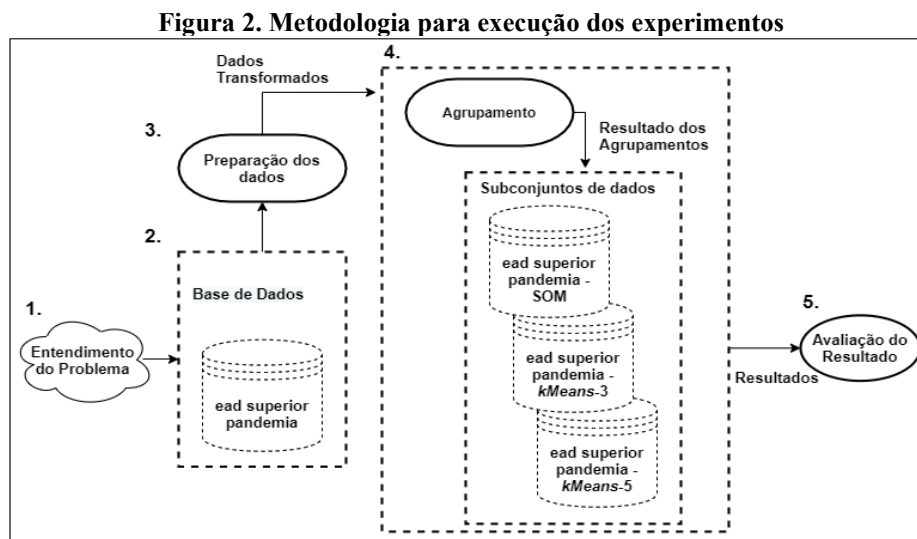 Figura 2. Metodologia para execução dos experimentos
1.
Entendimento
do Problema
2.
Base de Dados
ead superior
pandemia
3.
Preparação dos
dados
Dados
Transformados
4.
Agrupamento
Resultado dos
Agrupamentos
Subconjuntos de dados
ead superior
pandemia -
SOM
ead superior
pandemia -
kMeans-3
ead superior
pandemia -
kMeans-5
Resultados
5.
Avaliação do
Resultado